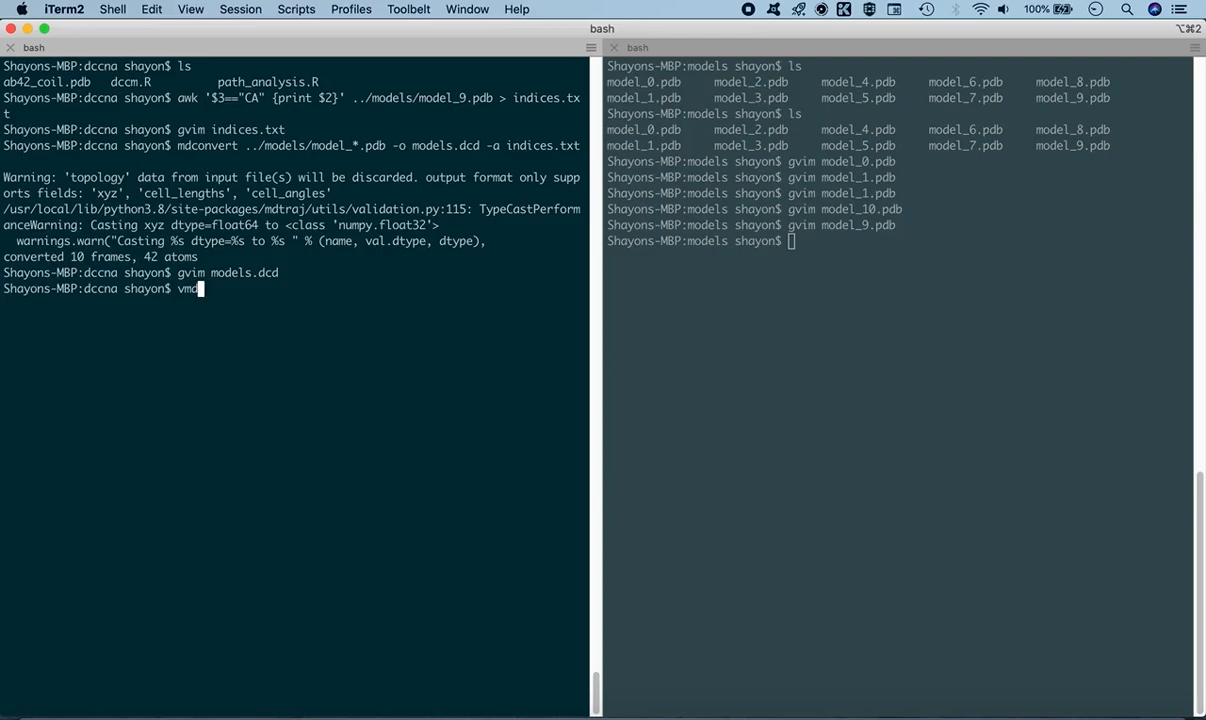 iTerm2 Shell Edit View Session Scripts Profiles Toolbelt Window Help 100%
bash ⌥⌘2
bash
Shayons-MBP:dccna shayon$ ls
ab42_coil.pdb dccm.R path_analysis.R
Shayons-MBP:dccna shayon$ awk '$3=="CA" {print $2}' ../models/model_9.pdb > indices.tx
t
Shayons-MBP:dccna shayon$ gvim indices.txt
Shayons-MBP:dccna shayon$ mdconvert ../models/model_*.pdb -o models.dcd -a indices.txt
Warning: 'topology' data from input file(s) will be discarded. output format only supp
orts fields: 'xyz', 'cell_lengths', 'cell_angles'
/usr/local/lib/python3.8/site-packages/mdtraj/utils/validation.py:115: TypeCastPerform
anceWarning: Casting xyz dtype=float64 to <class 'numpy.float32'>
warnings.warn("Casting %s dtype=%s to %s " % (name, val.dtype, dtype),
converted 10 frames, 42 atoms
Shayons-MBP:dccna shayon$ gvim models.dcd
Shayons-MBP:dccna shayon$ vmd
bash
Shayons-MBP:models shayon$ ls
model_0.pdb model_2.pdb model_4.pdb model_6.pdb model_8.pdb
model_1.pdb model_3.pdb model_5.pdb model_7.pdb model_9.pdb
Shayons-MBP:models shayon$ ls
model_0.pdb model_2.pdb model_4.pdb model_6.pdb model_8.pdb
model_1.pdb model_3.pdb model_5.pdb model_7.pdb model_9.pdb
Shayons-MBP:models shayon$ gvim model_0.pdb
Shayons-MBP:models shayon$ gvim model_1.pdb
Shayons-MBP:models shayon$ gvim model_1.pdb
Shayons-MBP:models shayon$ gvim model_10.pdb
Shayons-MBP:models shayon$ gvim model_9.pdb
Shayons-MBP:models shayon$